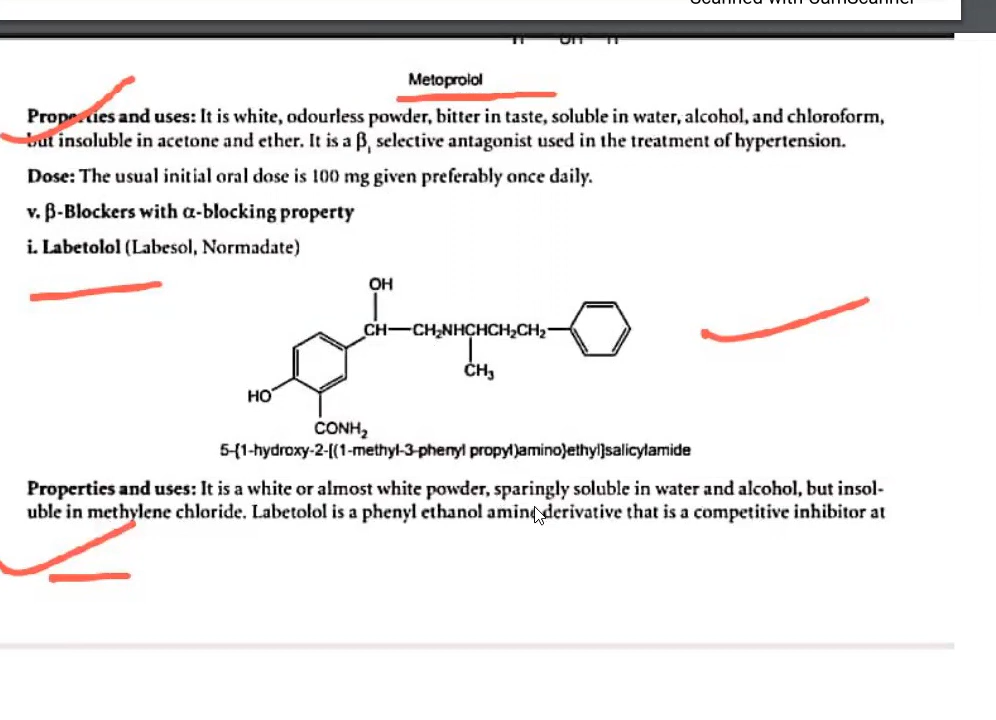 Metoprolol
Properties and uses: It is white, odourless powder, bitter in taste, soluble in water, alcohol, and chloroform,
but insoluble in acetone and ether. It is a β₁ selective antagonist used in the treatment of hypertension.
Dose: The usual initial oral dose is 100 mg given preferably once daily.
v. β-Blockers with α-blocking property
i. Labetolol (Labesol, Normadate)
OH
CH—CH₂NHCHCH₂CH₂
CH₃
HO
CONH₂
5-{1-hydroxy-2-[(1-methyl-3-phenyl propyl)amino}ethyl]salicylamide
Properties and uses: It is a white or almost white powder, sparingly soluble in water and alcohol, but insol-
uble in methylene chloride. Labetolol is a phenyl ethanol amine derivative that is a competitive inhibitor at